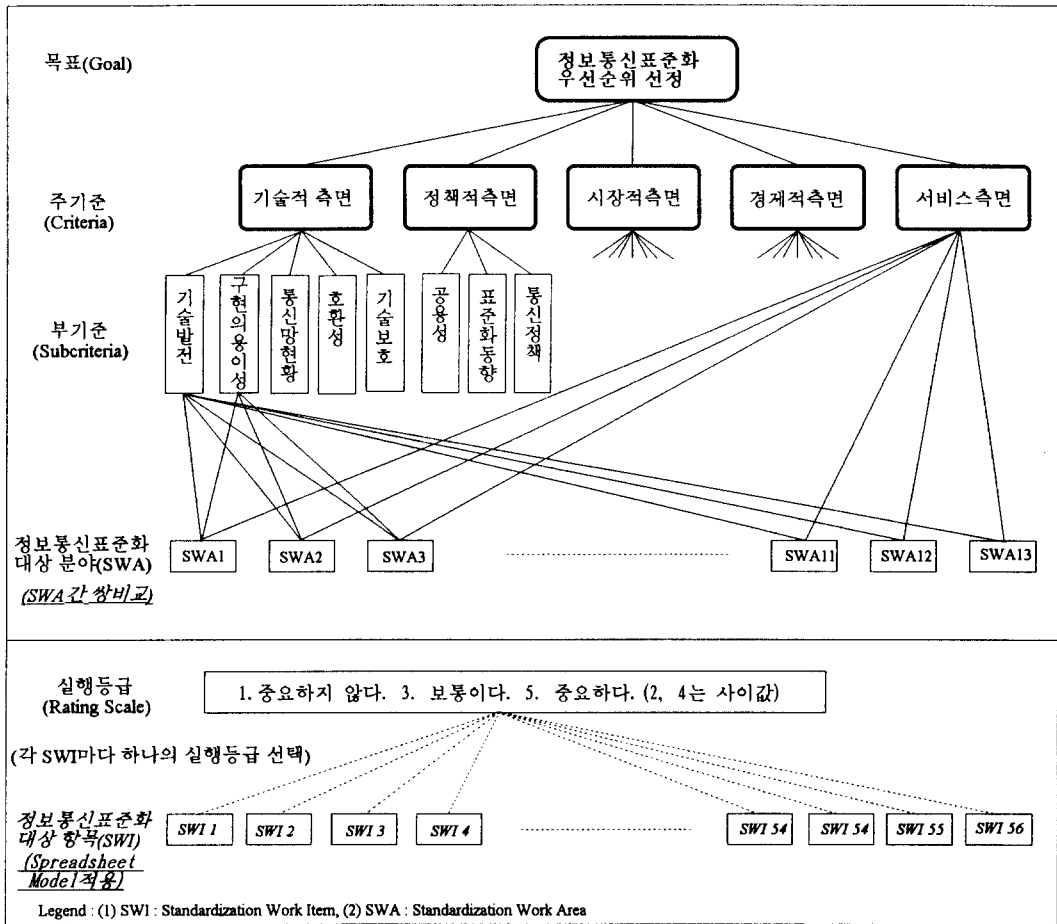 목표(Goal)
정보통신표준화
우선순위 선정
주기준
(Criteria)
기술적 측면
정책적측면
시장적측면
경재적측면
서비스측면
부기준
(Subcriteria)
기술발전
구현의용이성
통신망현황
호환성
기술보호
공용성
표준화동향
통신정책
정보통신표준화
대상 분야(SWA)
(SWA간 쌍비교)
SWA1
SWA2
SWA3
SWA11
SWA12
SWA13
실행등급
(Rating Scale)
1. 중요하지 않다. 3. 보통이다. 5. 중요하다. (2, 4는 사이값)
(각 SWI마다 하나의 실행등급 선택)
정보통신표준화
대상 항목(SWI)
(Spreadsheet
Model적용)
SWI 1
SWI 2
SWI 3
SWI 4
SWI 54
SWI 54
SWI 55
SWI 56
Legend : (1) SWI : Standardization Work Item, (2) SWA : Standardization Work Area